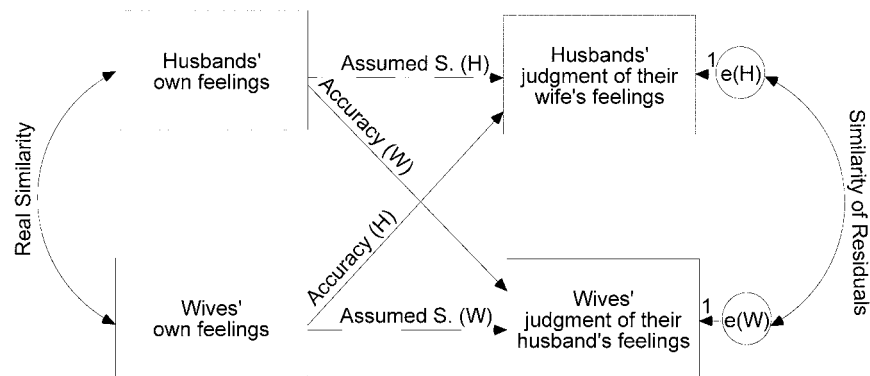 Husbands'
own feelings
Assumed S. (H)
Husbands'
judgment of their
wife's feelings
1
e(H)
Accuracy (W)
Real Similarity
Similarity of Residuals
Accuracy (H)
Wives'
own feelings
Assumed S. (W)
Wives'
judgment of their
husband's feelings
1
e(W)